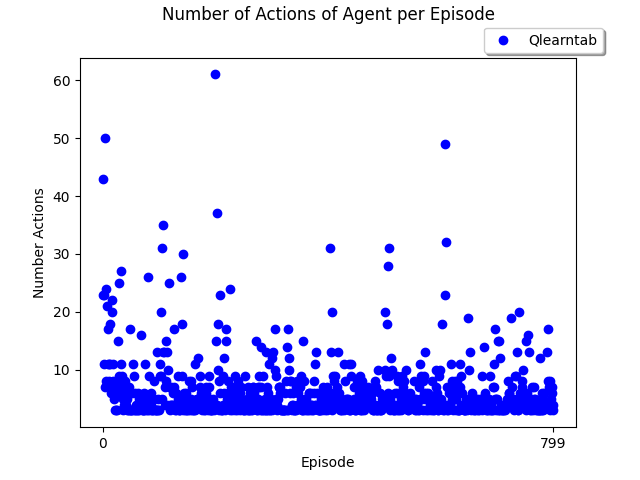 Number of Actions of Agent per Episode
Qlearntab
60
50
40
30
20
10
Number Actions
0
799
Episode